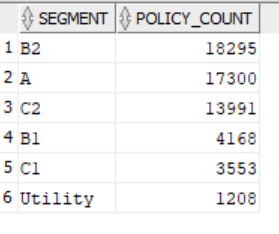 SEGMENT POLICY_COUNT
1 B2 18295
2 A 17300
3 C2 13991
4 B1 4168
5 C1 3553
6 Utility 1208